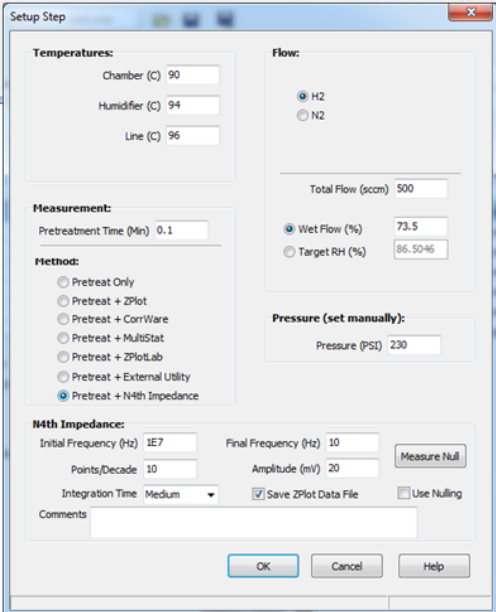 Setup Step
Temperatures:
Chamber (C) 90
Humidifier (C) 94
Line (C) 96
Flow:
H2
N2
Total Flow (sccm) 500
Wet Flow (%) 73.5
Target RH (%) 86.5046
Measurement:
Pretreatment Time (Min) 0.1
Method:
Pretreat Only
Pretreat + ZPlot
Pretreat + CorrWare
Pretreat + MultiStat
Pretreat + ZPlotLab
Pretreat + External Utility
Pretreat + N4th Impedance
Pressure (set manually):
Pressure (PSI) 230
N4th Impedance:
Initial Frequency (Hz) 1E7 Final Frequency (Hz) 10
Points/Decade 10 Amplitude (mV) 20 Measure Null
Integration Time Medium Save ZPlot Data File Use Nulling
Comments
OK Cancel Help